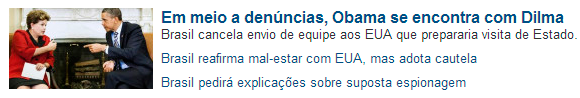 Em meio a denúncias, Obama se encontra com Dilma
Brasil cancela envio de equipe aos EUA que prepararia visita de Estado.
Brasil reafirma mal-estar com EUA, mas adota cautela
Brasil pedirá explicações sobre suposta espionagem